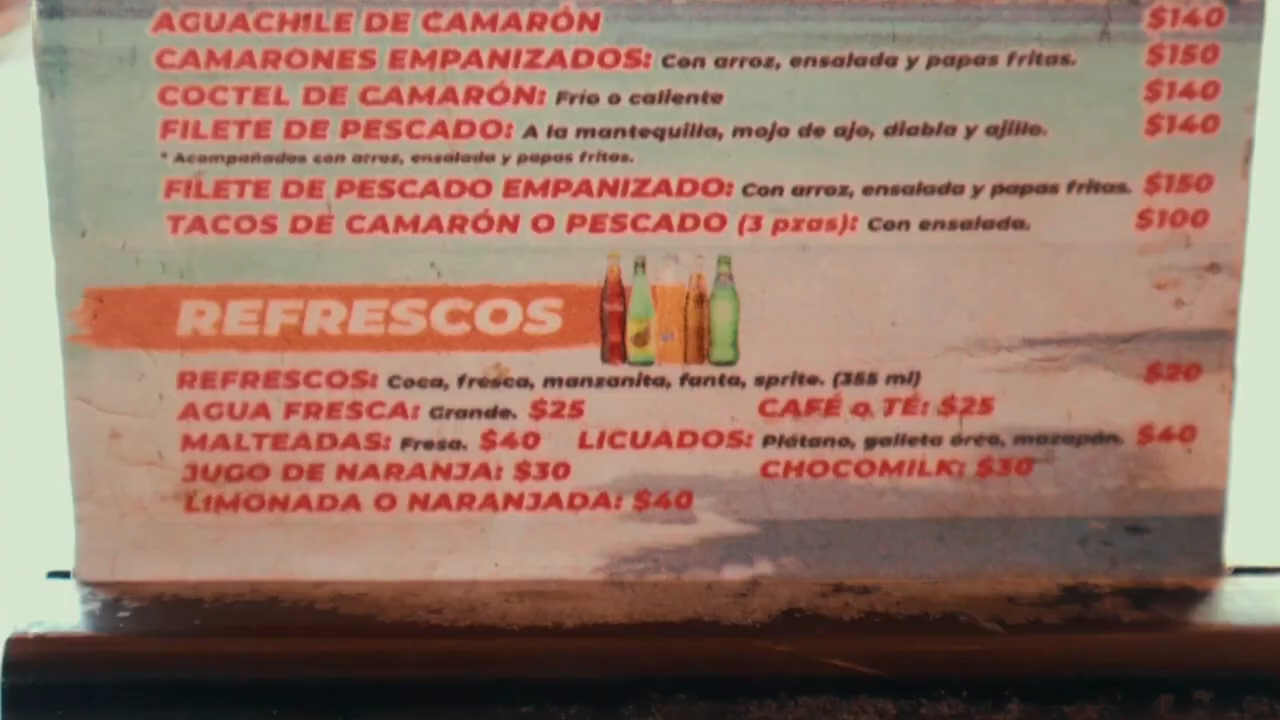 AGUACHILE DE CAMARÓN $140
CAMARONES EMPANIZADOS: Con arroz, ensalada y papas fritas. $150
COCTEL DE CAMARÓN: Frío o caliente $140
FILETE DE PESCADO: A la mantequilla, mojo de ajo, diabla y ajillo. $140
* Acompañados con arroz, ensalada y papas fritas.
FILETE DE PESCADO EMPANIZADO: Con arroz, ensalada y papas fritas. $150
TACOS DE CAMARÓN O PESCADO (3 pzas): Con ensalada. $100
REFRESCOS
REFRESCOS: Coca, fresca, manzanita, fanta, sprite. (355 ml) $20
AGUA FRESCA: Grande. $25 CAFÉ o TÉ: $25
MALTEADAS: Fresa. $40 LICUADOS: Plátano, galleta oreo, mazapán. $40
JUGO DE NARANJA: $30 CHOCOMILK: $30
LIMONADA O NARANJADA: $40